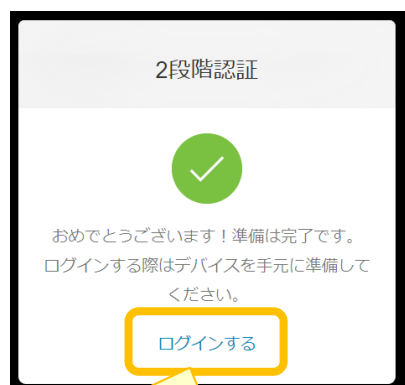 2段階認証
おめでとうございます！準備は完了です。
ログインする際はデバイスを手元に準備して
ください。
ログインする